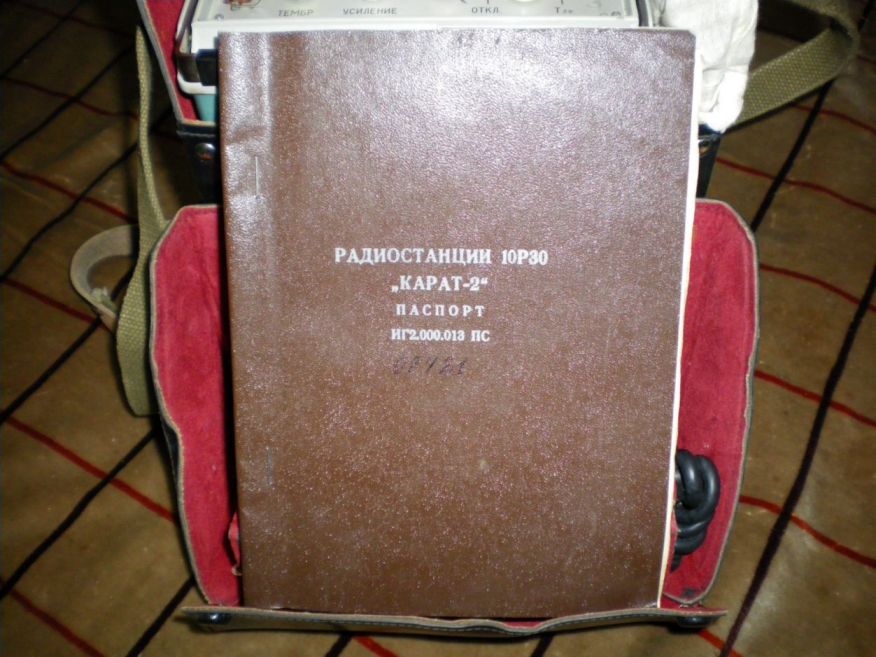 ТЕМБР УСИЛЕНИЕ ОТКЛ.
РАДИОСТАНЦИИ 10Р30
„КАРАТ-2“
ПАСПОРТ
ИГ2.000.013 ПС